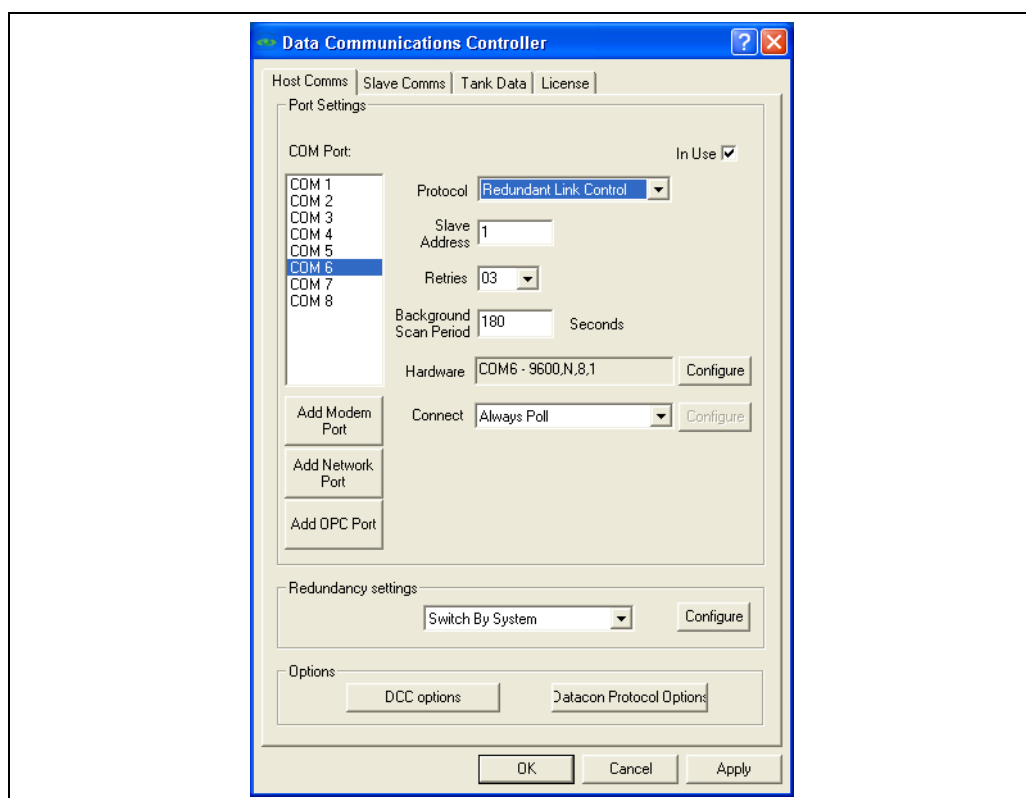 Data Communications Controller
Host Comms Slave Comms Tank Data License
Port Settings
COM Port:
In Use
COM 1
COM 2
COM 3
COM 4
COM 5
COM 6
COM 7
COM 8
Protocol Redundant Link Control
Slave
Address
1
Retries 03
Background
Scan Period
180 Seconds
Hardware COM6 - 9600,N,8,1 Configure
Connect Always Poll Configure
Add Modem
Port
Add Network
Port
Add OPC Port
Redundancy settings
Switch By System Configure
Options
DCC options Datacon Protocol Options
OK Cancel Apply